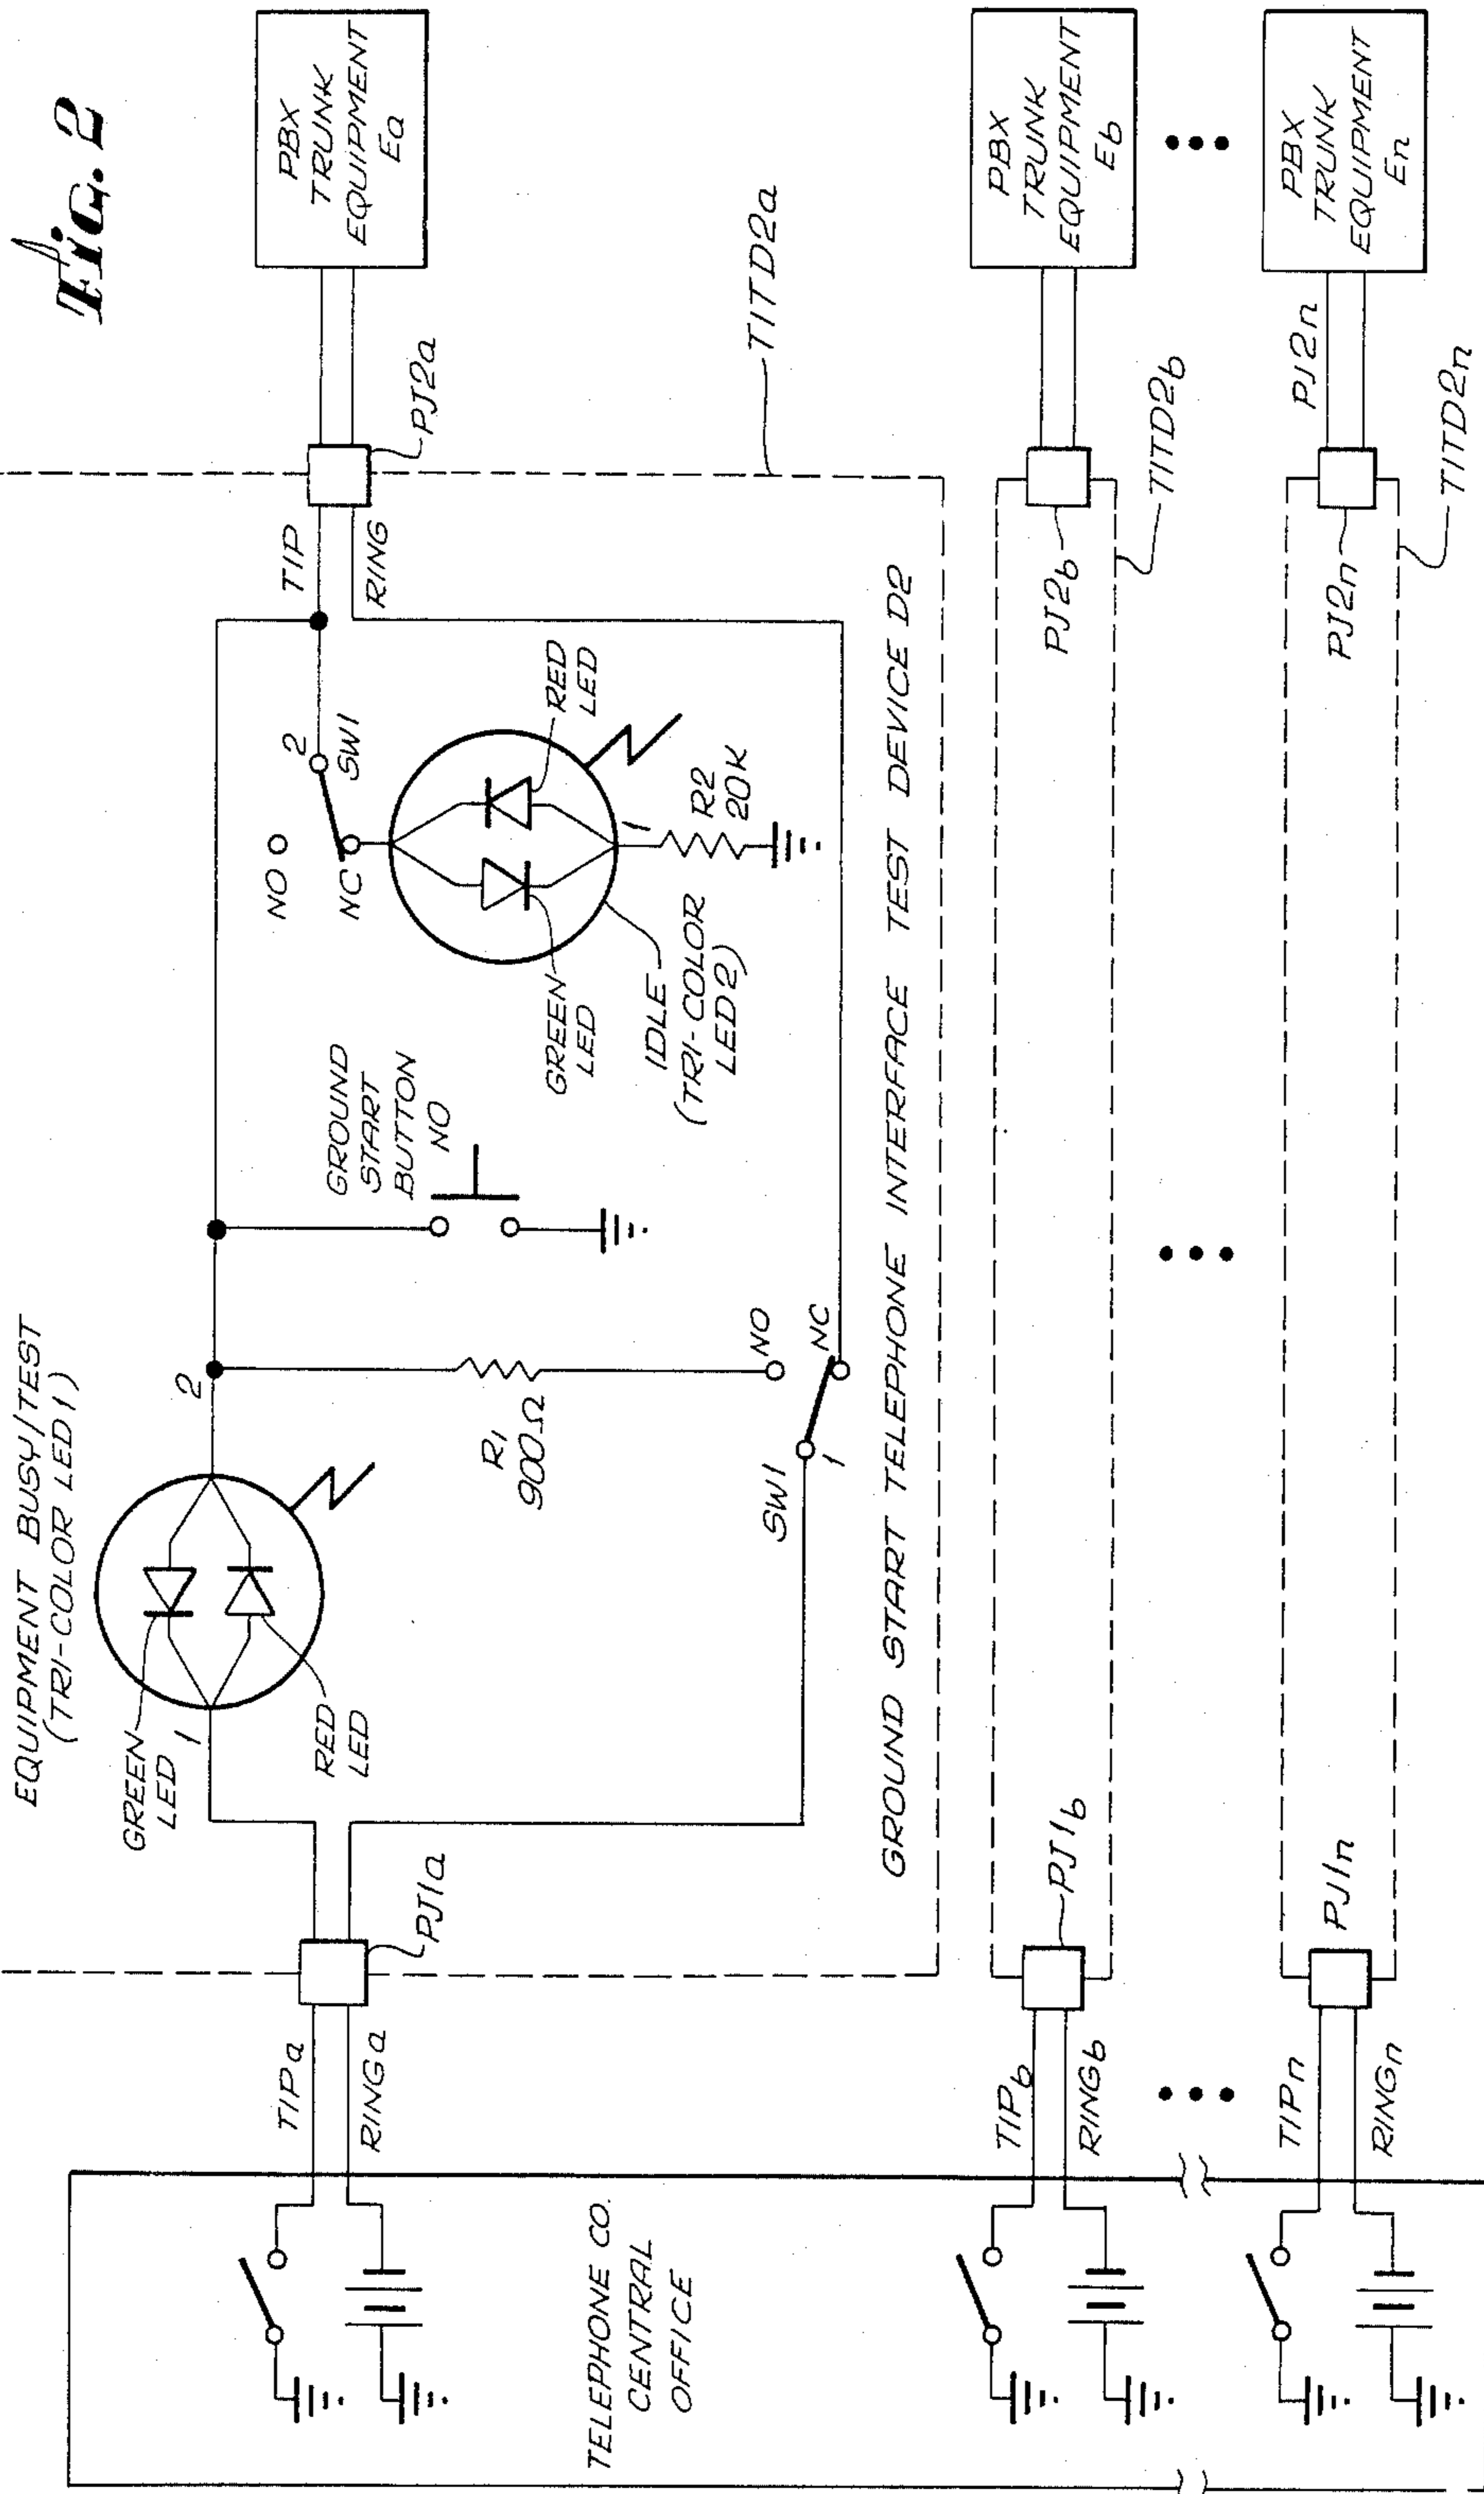 Fig. 2
EQUIPMENT BUSY/TEST
(TRI-COLOR LED 1)
GREEN
LED
1
2
RED
LED
TIPa
RINGa
PJ1a
R1
900Ω
SW1
1
NO
NC
GROUND
START
BUTTON
NO
NO
NC
2
SW1
TIP
RING
PJ2a
PBX
TRUNK
EQUIPMENT
Ea
GREEN
LED
RED
LED
IDLE
(TRI-COLOR
LED 2)
1
R2
20K
TITD2a
TELEPHONE CO.
CENTRAL
OFFICE
GROUND START TELEPHONE INTERFACE TEST DEVICE D2
TIPb
RINGb
PJ1b
PJ2b
TITD2b
PBX
TRUNK
EQUIPMENT
Eb
TIPn
RINGn
PJ1n
PJ2n
PJ2n
TITD2n
PBX
TRUNK
EQUIPMENT
En